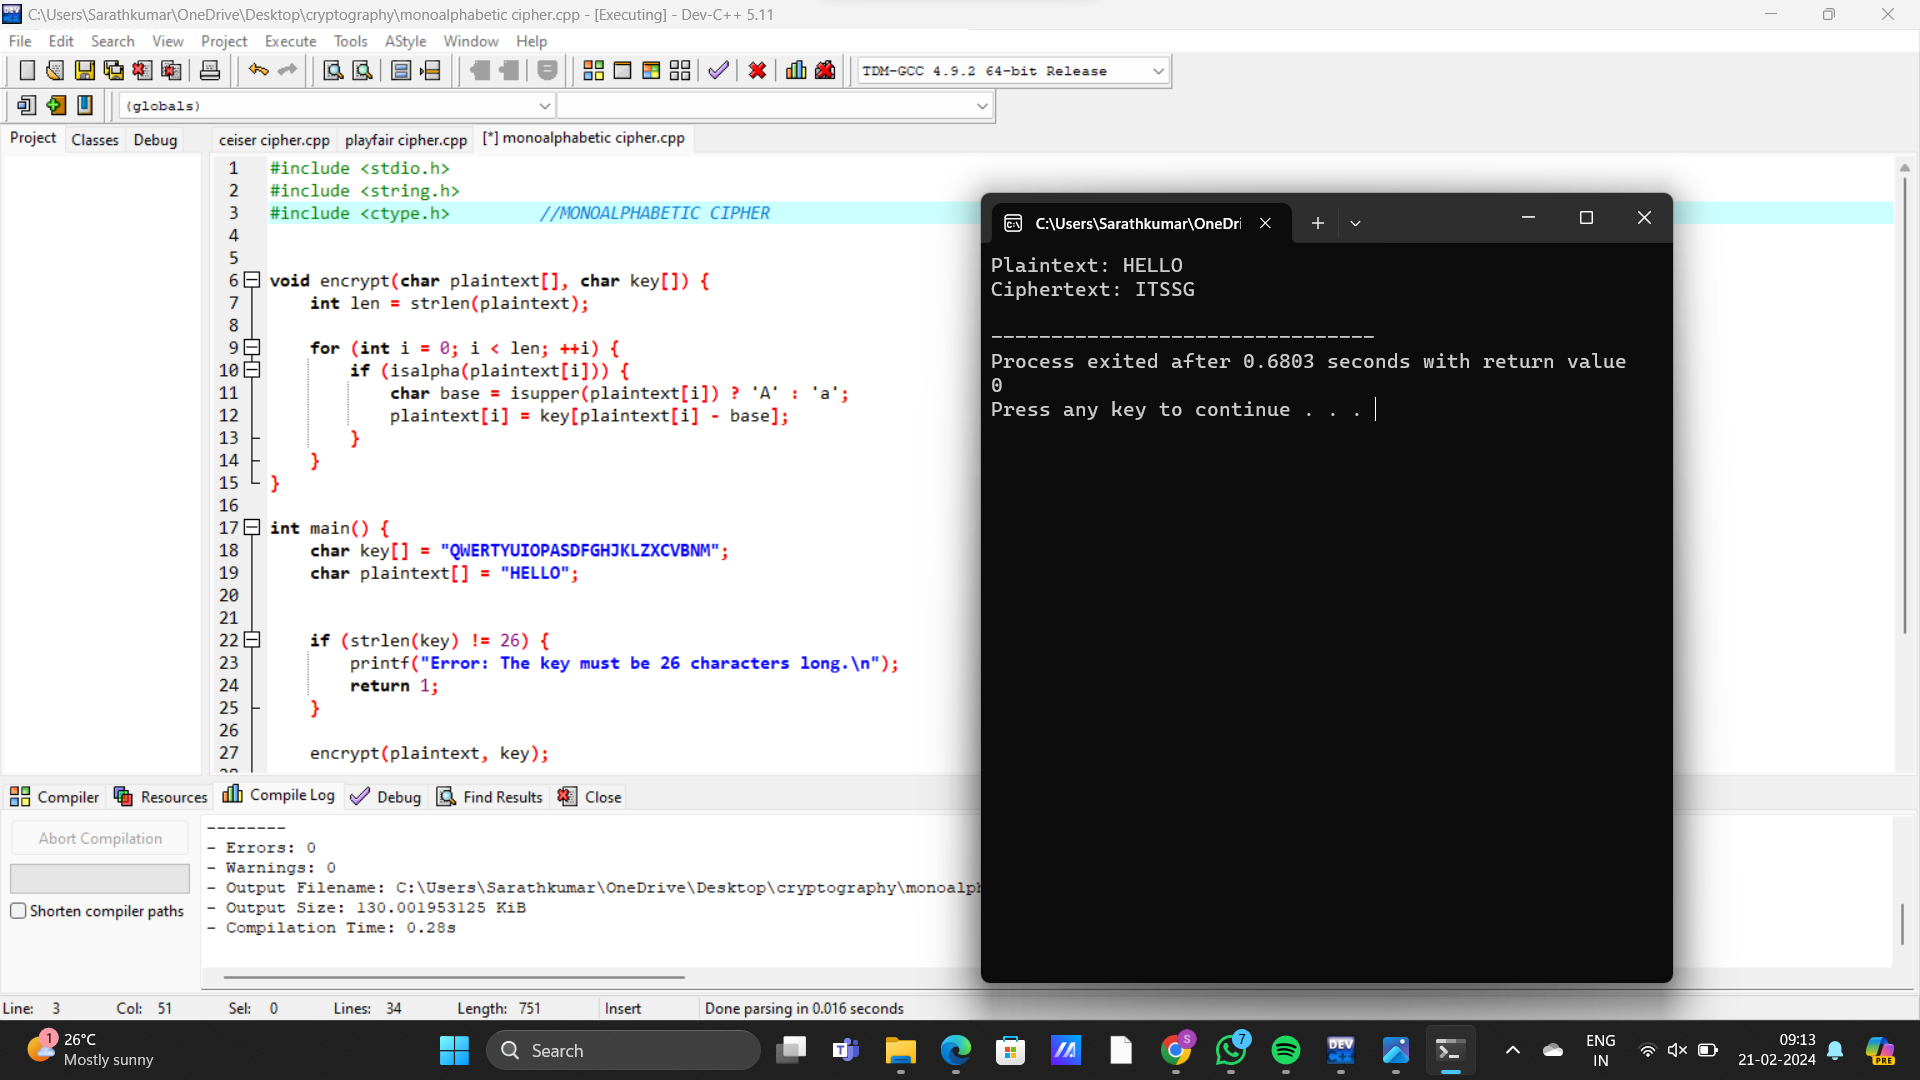 C:\Users\Sarathkumar\OneDrive\Desktop\cryptography\monoalphabetic cipher.cpp - [Executing] - Dev-C++ 5.11
File Edit Search View Project Execute Tools AStyle Window Help
TDM-GCC 4.9.2 64-bit Release
(globals)
Project Classes Debug ceiser cipher.cpp playfair cipher.cpp [*] monoalphabetic cipher.cpp
1 #include <stdio.h>
2 #include <string.h>
3 #include <ctype.h> //MONOALPHABETIC CIPHER
4
5
6 void encrypt(char plaintext[], char key[]) {
7 int len = strlen(plaintext);
8
9 for (int i = 0; i < len; ++i) {
10 if (isalpha(plaintext[i])) {
11 char base = isupper(plaintext[i]) ? 'A' : 'a';
12 plaintext[i] = key[plaintext[i] - base];
13 }
14 }
15 }
16
17 int main() {
18 char key[] = "QWERTYUIOPASDFGHJKLZXCVBNM";
19 char plaintext[] = "HELLO";
20
21
22 if (strlen(key) != 26) {
23 printf("Error: The key must be 26 characters long.\n");
24 return 1;
25 }
26
27 encrypt(plaintext, key);
C:\Users\Sarathkumar\OneDri
Plaintext: HELLO
Ciphertext: ITSSG
--------------------------------
Process exited after 0.6803 seconds with return value
0
Press any key to continue . . .
Compiler Resources Compile Log Debug Find Results Close
Abort Compilation
Shorten compiler paths
--------
- Errors: 0
- Warnings: 0
- Output Filename: C:\Users\Sarathkumar\OneDrive\Desktop\cryptography\monoalph
- Output Size: 130.001953125 KiB
- Compilation Time: 0.28s
Line: 3 Col: 51 Sel: 0 Lines: 34 Length: 751 Insert Done parsing in 0.016 seconds
1
26°C
Mostly sunny
Search
S
7
DEV
C++
ENG
IN
09:13
21-02-2024
PRE